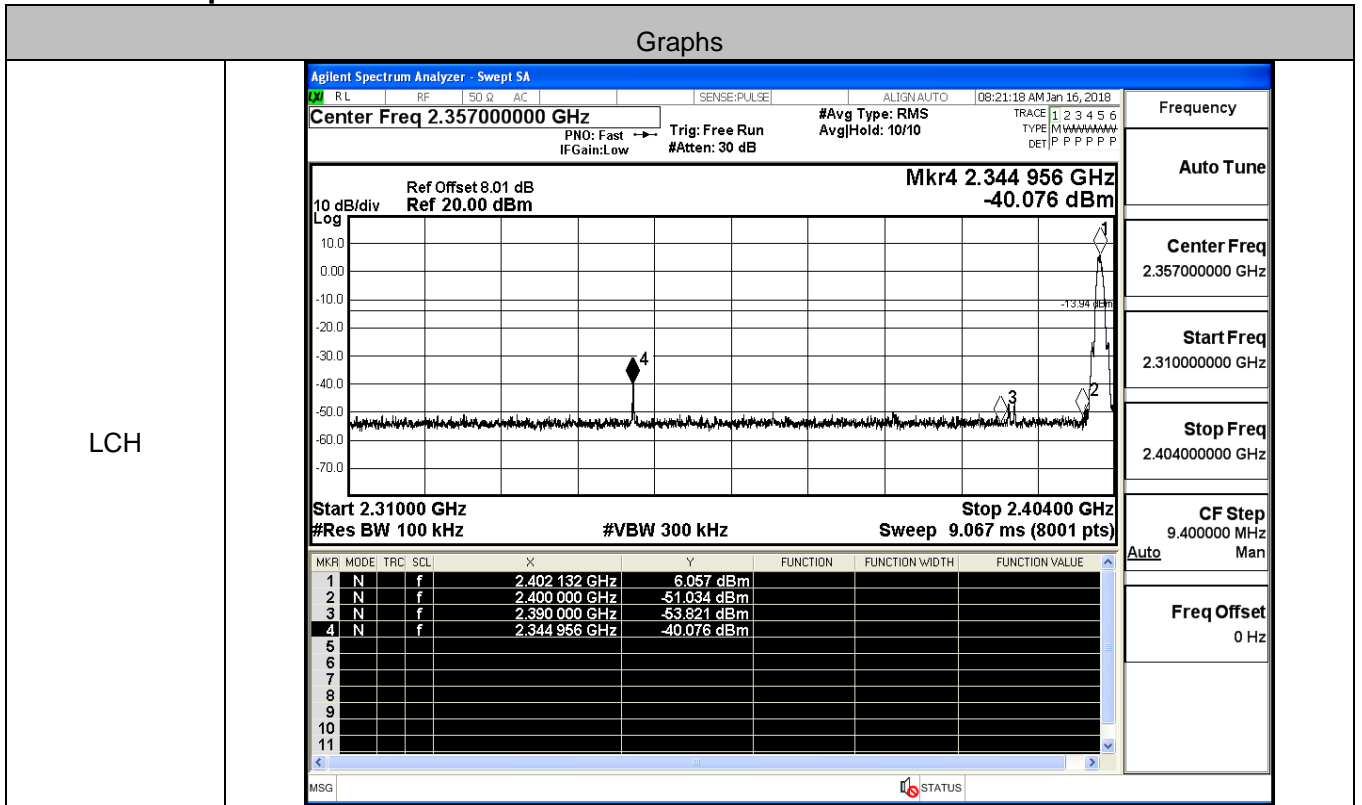 Graphs
LCH
Agilent Spectrum Analyzer - Swept SA
LXI RL RF 50 Ω AC SENSE:PULSE ALIGN AUTO 08:21:18 AM Jan 16, 2018
Center Freq 2.357000000 GHz
PNO: Fast
IFGain:Low
Trig: Free Run
#Atten: 30 dB
#Avg Type: RMS
Avg|Hold: 10/10
TRACE 1 2 3 4 5 6
TYPE M W W W W W
DET P P P P P P
Mkr4 2.344 956 GHz
-40.076 dBm
Ref Offset 8.01 dB
10 dB/div Ref 20.00 dBm
Log
10.0
0.00
-10.0
-20.0
-30.0
-40.0
-50.0
-60.0
-70.0
1
-13.94 dBm
4
3
2
Start 2.31000 GHz Stop 2.40400 GHz
#Res BW 100 kHz #VBW 300 kHz Sweep 9.067 ms (8001 pts)
MKR MODE TRC SCL X Y FUNCTION FUNCTION WIDTH FUNCTION VALUE
1 N f 2.402 132 GHz 6.057 dBm
2 N f 2.400 000 GHz -51.034 dBm
3 N f 2.390 000 GHz -53.821 dBm
4 N f 2.344 956 GHz -40.076 dBm
5
6
7
8
9
10
11
MSG STATUS
Frequency
Auto Tune
Center Freq
2.357000000 GHz
Start Freq
2.310000000 GHz
Stop Freq
2.404000000 GHz
CF Step
9.400000 MHz
Auto Man
Freq Offset
0 Hz